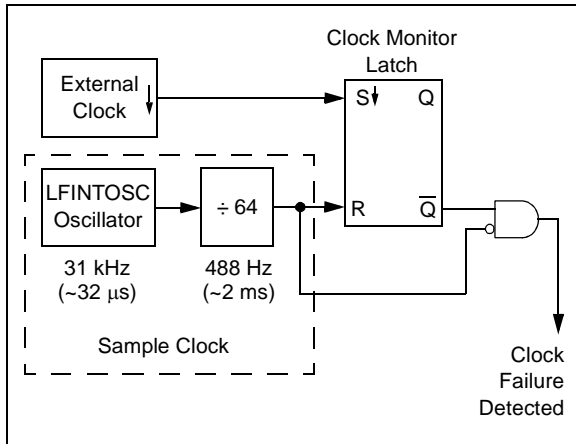 Clock Monitor
Latch
External
Clock
S
Q
LFINTOSC
Oscillator
÷ 64
R
Q̅
31 kHz
(~32 μs)
488 Hz
(~2 ms)
Sample Clock
Clock
Failure
Detected